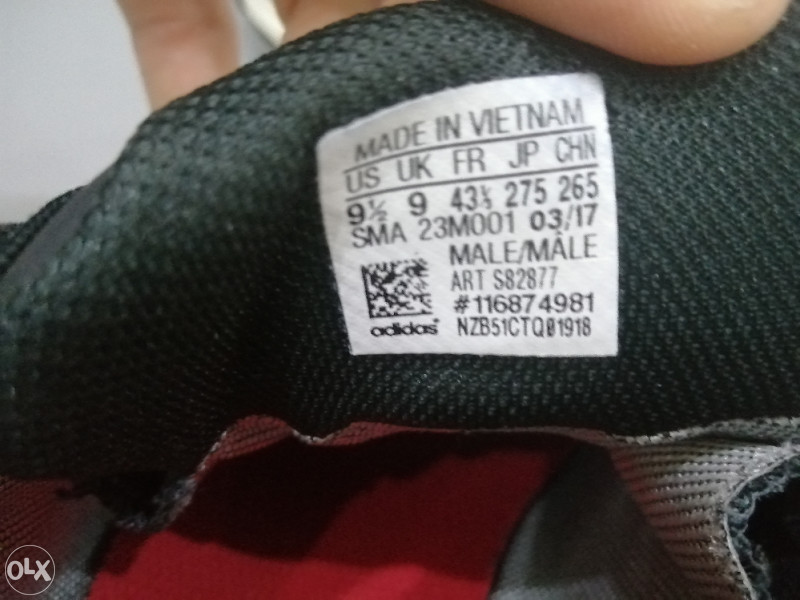 MADE IN VIETNAM
US UK FR JP CHN
9½ 9 43⅓ 275 265
SMA 23M001 03/17
MALE/MÂLE
ART S82877
#116874981
adidas NZB51CTQ01918
OLX